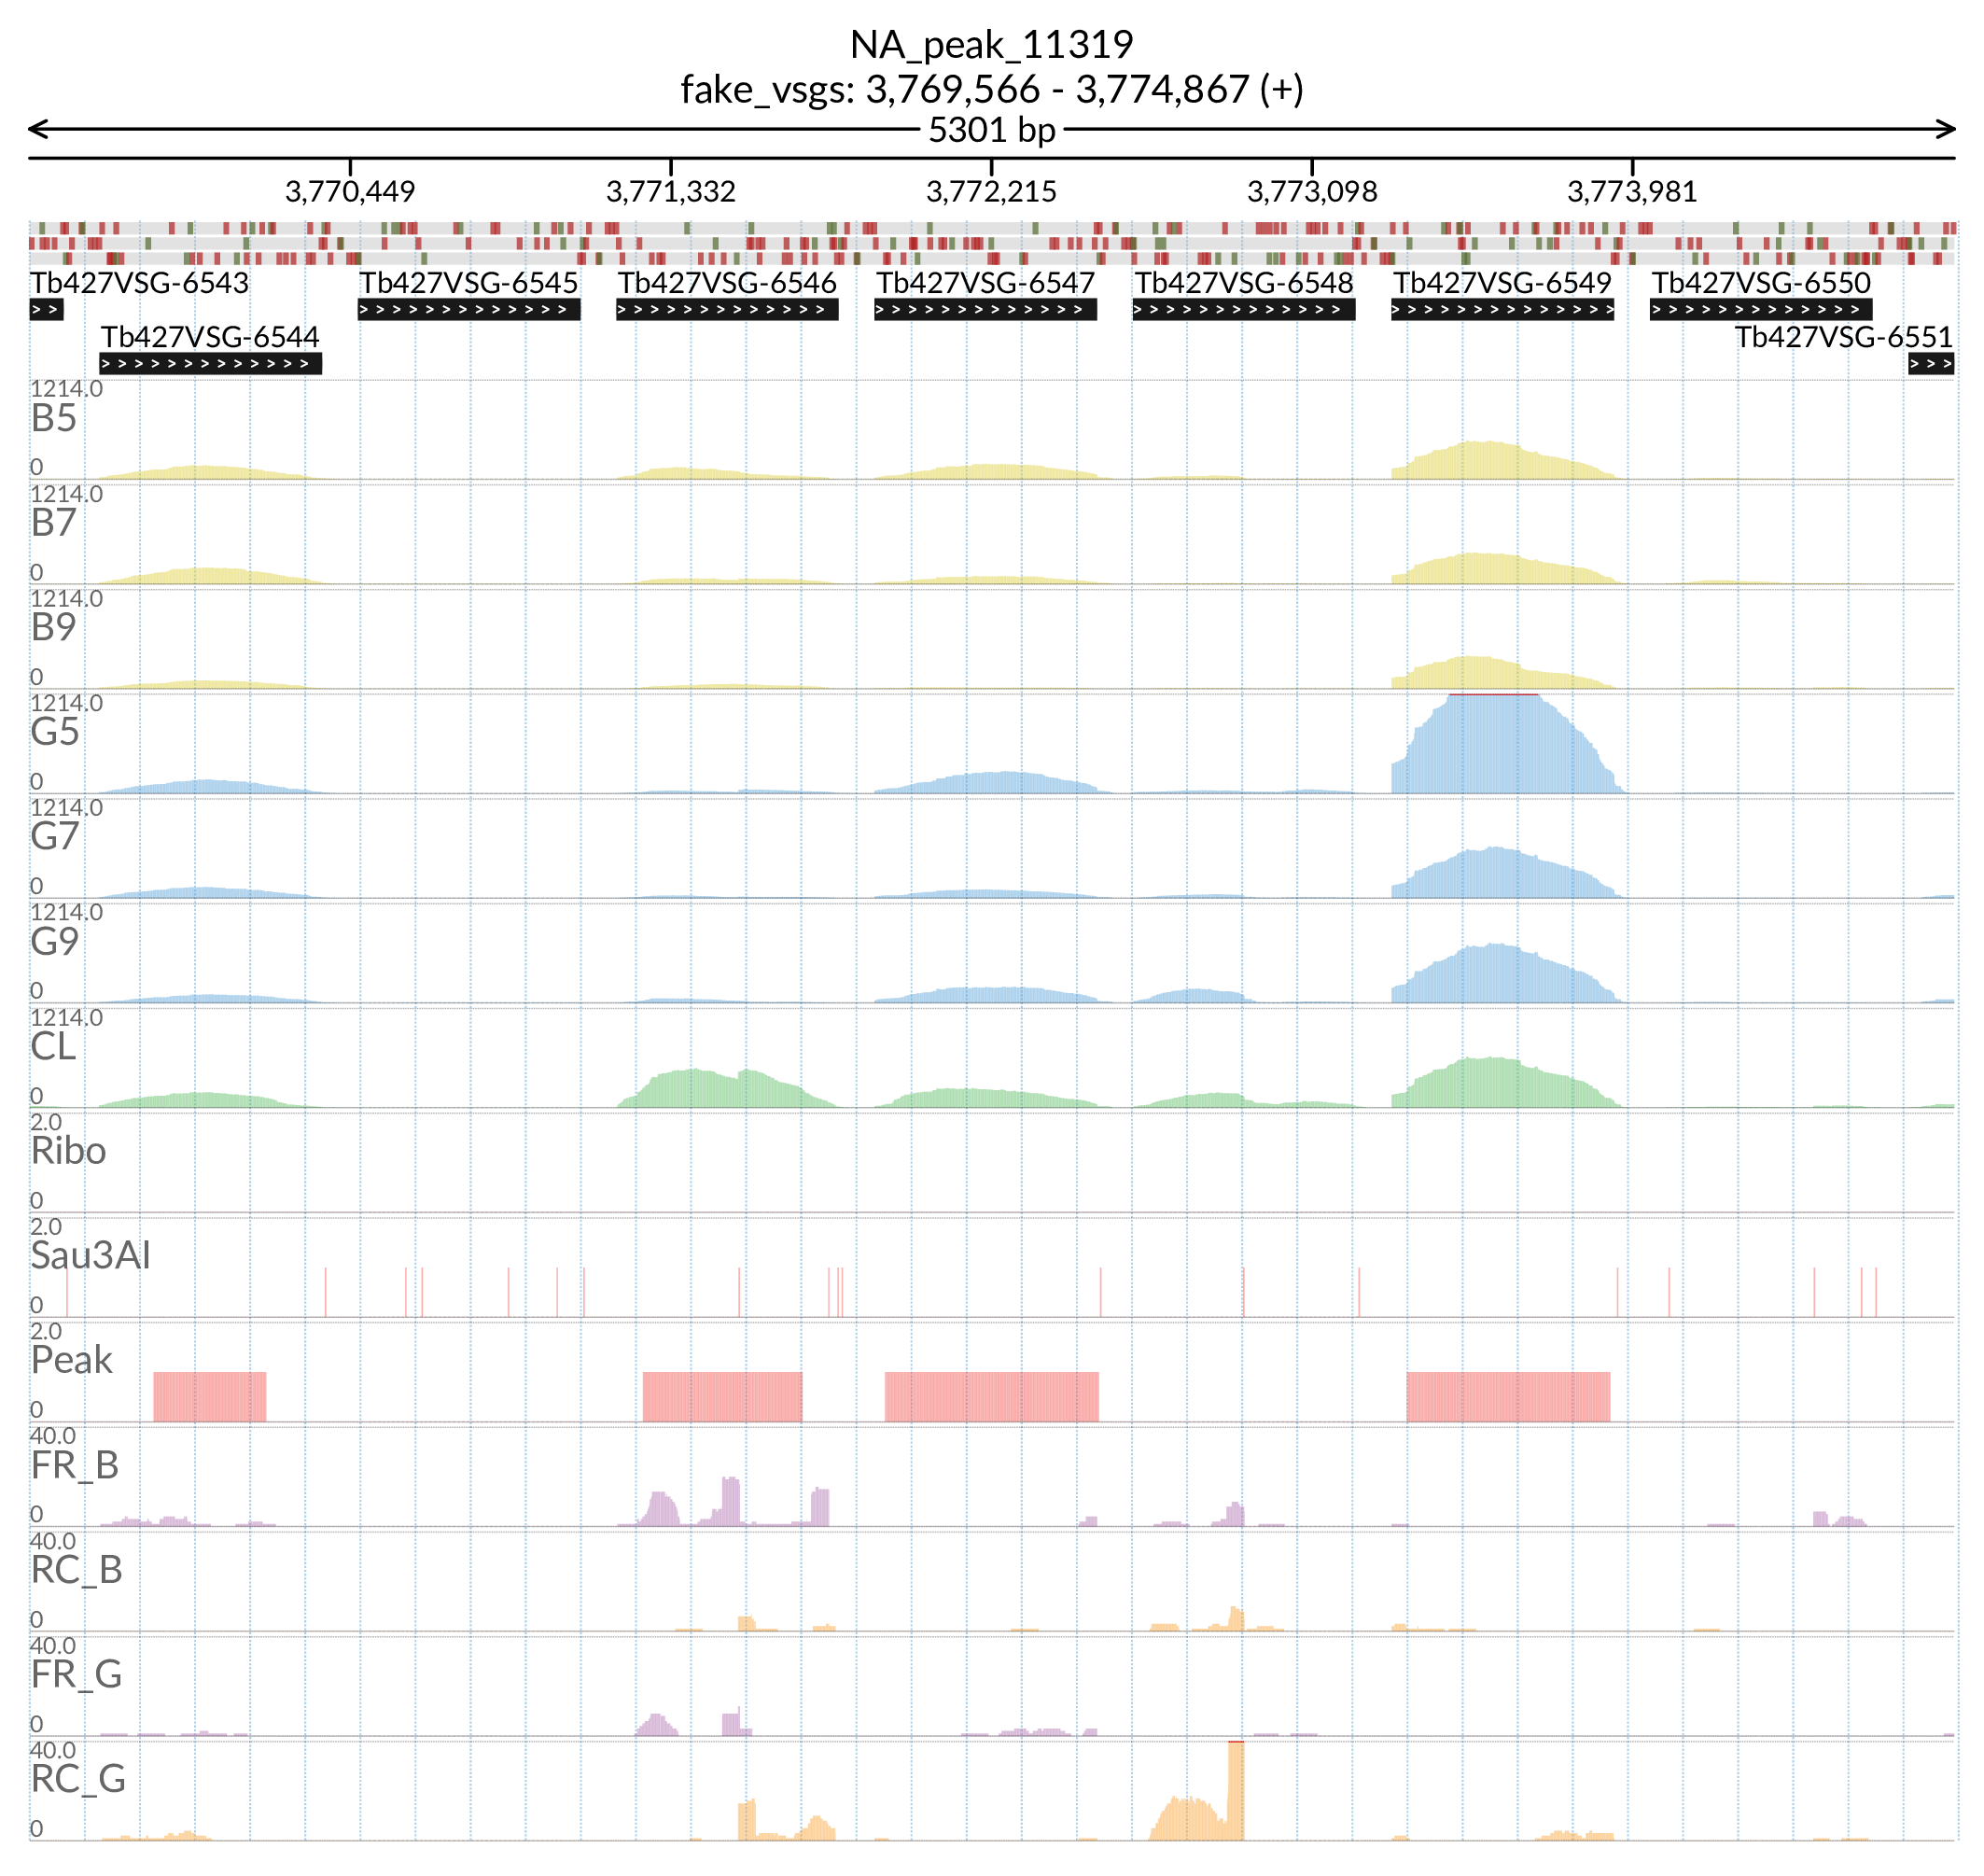 NA_peak_11319
fake_vsgs: 3,769,566 - 3,774,867 (+)
5301 bp
3,770,449 3,771,332 3,772,215 3,773,098 3,773,981
Tb427VSG-6543 Tb427VSG-6545 Tb427VSG-6546 Tb427VSG-6547 Tb427VSG-6548 Tb427VSG-6549 Tb427VSG-6550
Tb427VSG-6544 Tb427VSG-6551
1214.0
B5
0
1214.0
B7
0
1214.0
B9
0
1214.0
G5
0
1214.0
G7
0
1214.0
G9
0
1214.0
CL
0
2.0
Ribo
0
2.0
Sau3AI
0
2.0
Peak
0
40.0
FR_B
0
40.0
RC_B
0
40.0
FR_G
0
40.0
RC_G
0